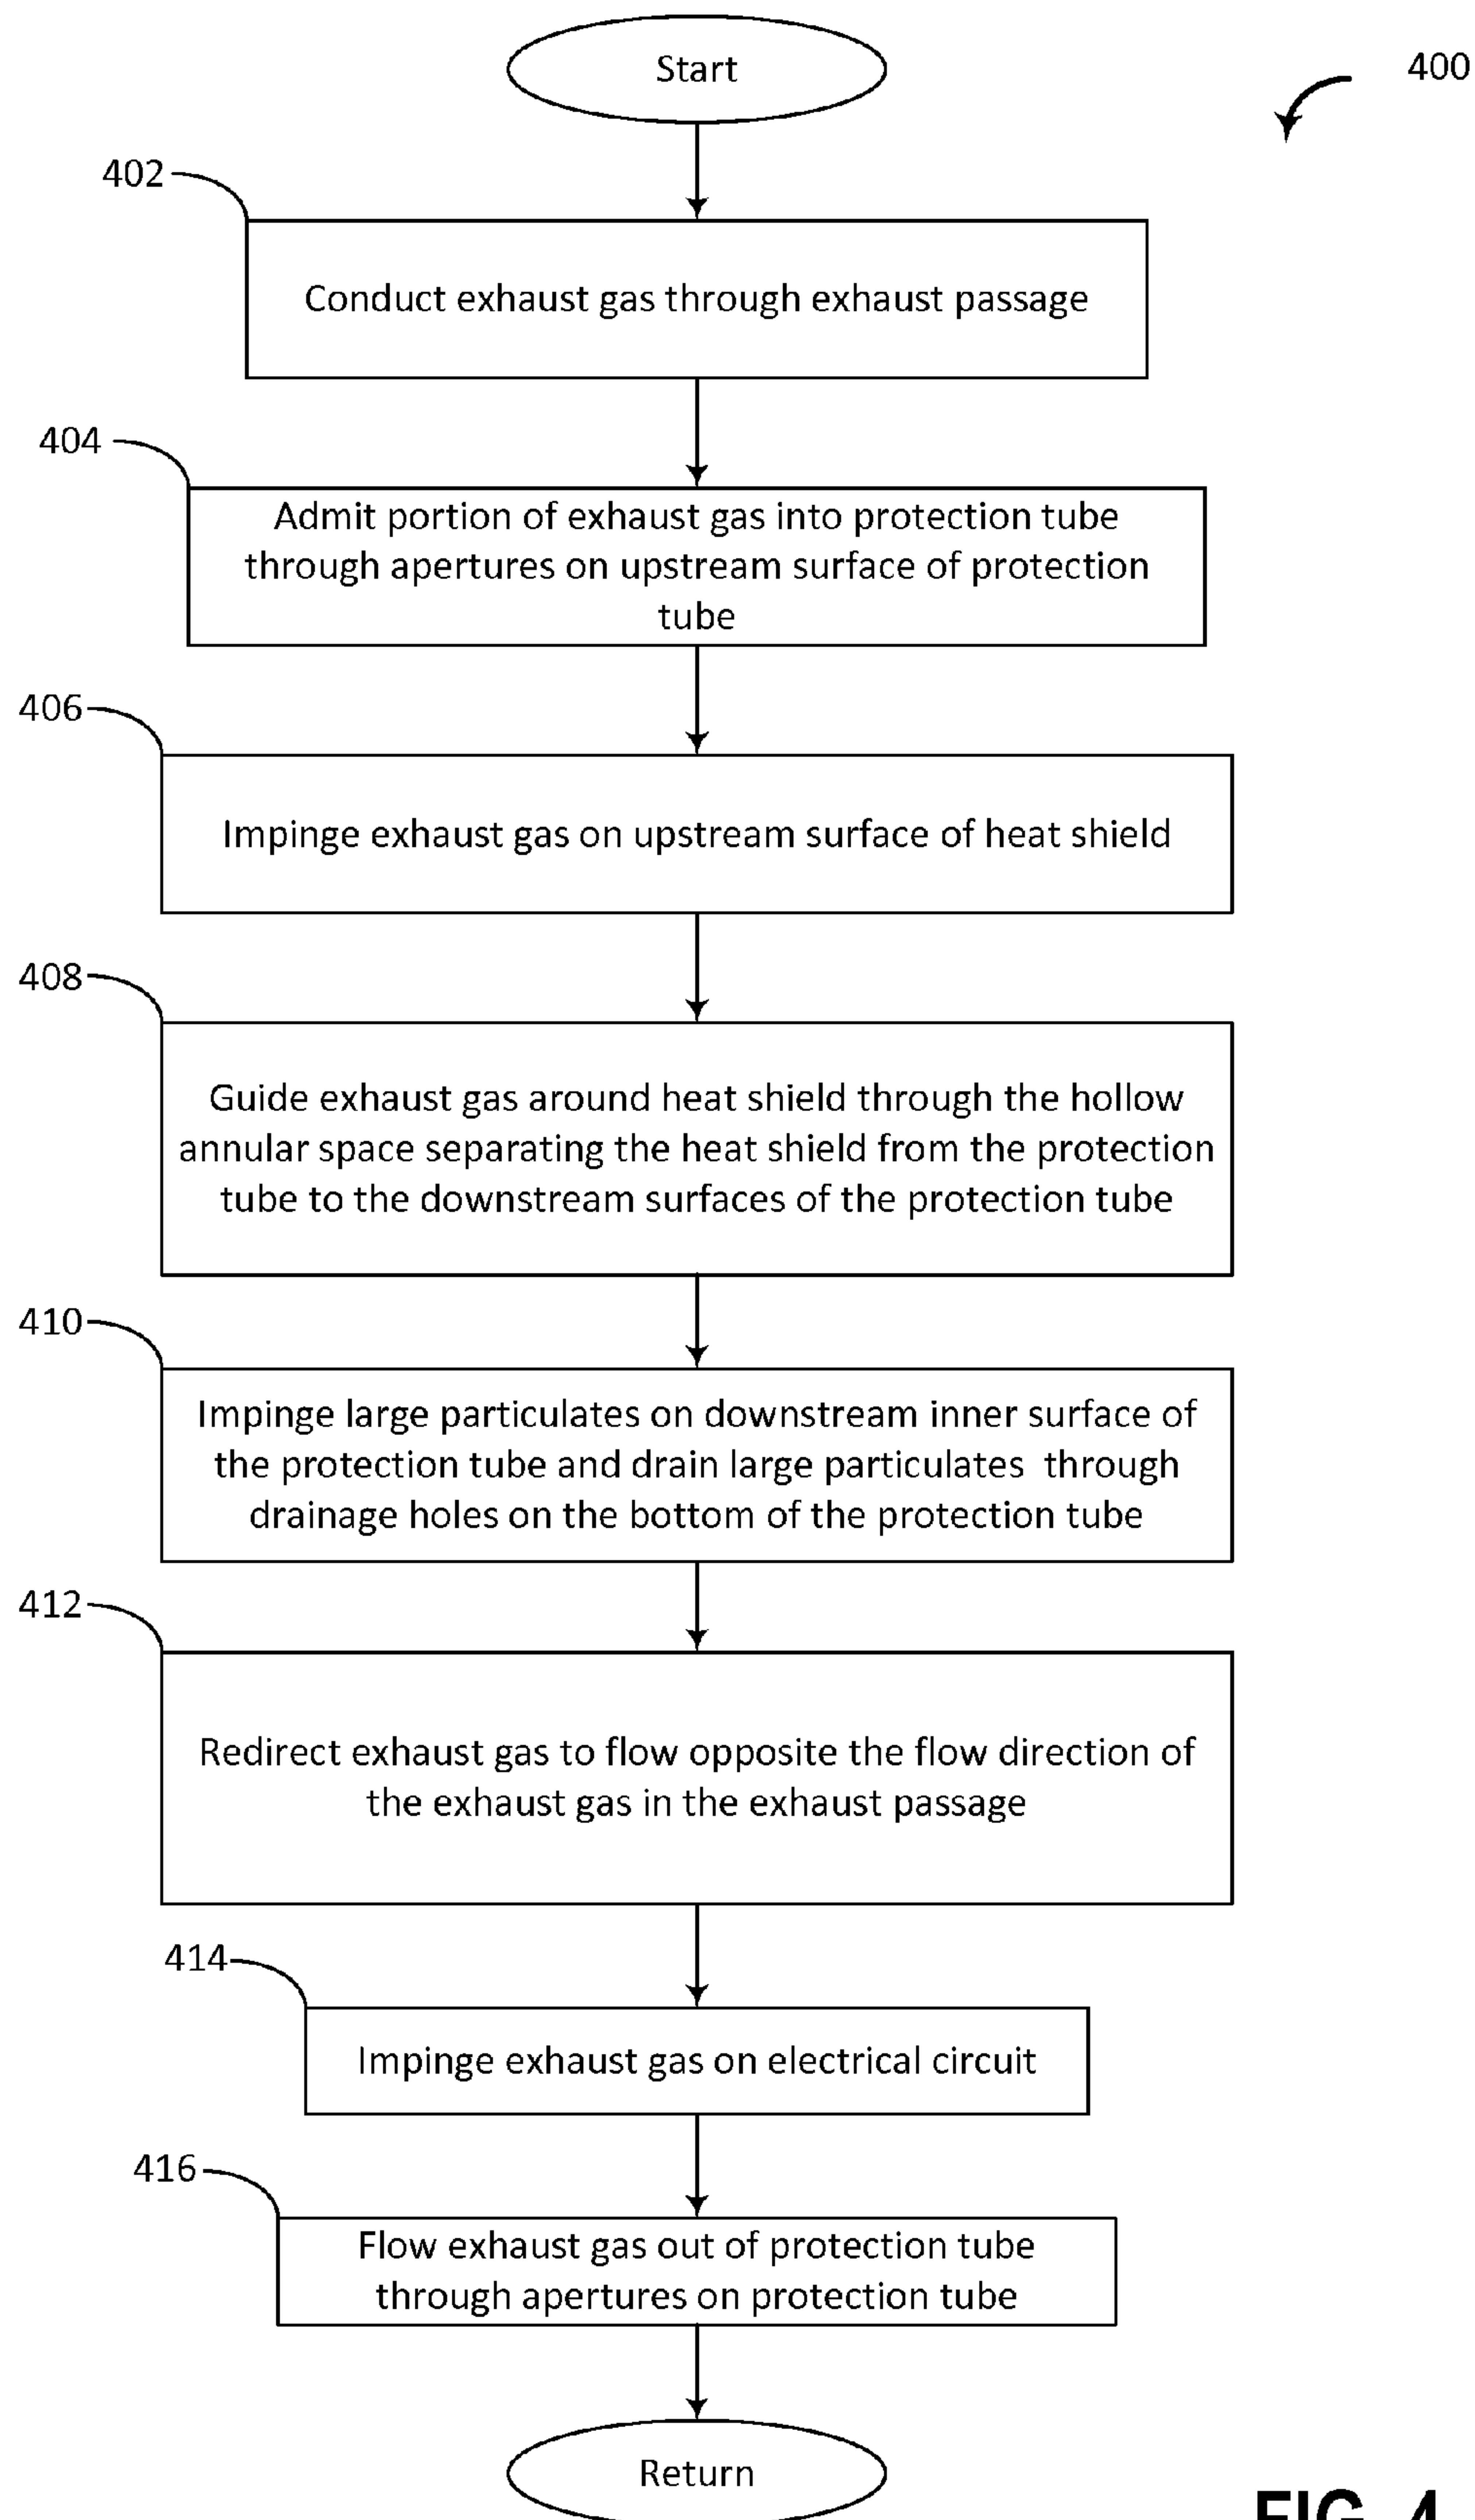 Start
400
402
Conduct exhaust gas through exhaust passage
404
Admit portion of exhaust gas into protection tube
through apertures on upstream surface of protection
tube
406
Impinge exhaust gas on upstream surface of heat shield
408
Guide exhaust gas around heat shield through the hollow
annular space separating the heat shield from the protection
tube to the downstream surfaces of the protection tube
410
Impinge large particulates on downstream inner surface of
the protection tube and drain large particulates through
drainage holes on the bottom of the protection tube
412
Redirect exhaust gas to flow opposite the flow direction of
the exhaust gas in the exhaust passage
414
Impinge exhaust gas on electrical circuit
416
Flow exhaust gas out of protection tube
through apertures on protection tube
Return
FIG. 4